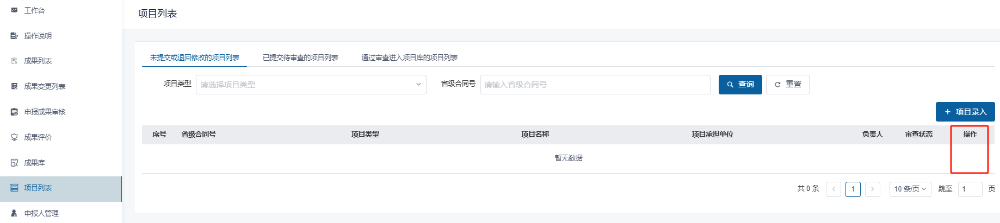 工作台
操作说明
成果列表
成果变更列表
申报成果审核
成果评价
成果库
项目列表
申报人管理
项目列表
未提交或退回修改的项目列表 已提交待审查的项目列表 通过审查进入项目库的项目列表
项目类型 请选择项目类型 省级合同号 请输入省级合同号 查询 重置
+ 项目录入
序号 省级合同号 项目类型 项目名称 项目承担单位 负责人 审查状态 操作
暂无数据
共 0 条 < 1 > 10 条/页 跳至 1 页